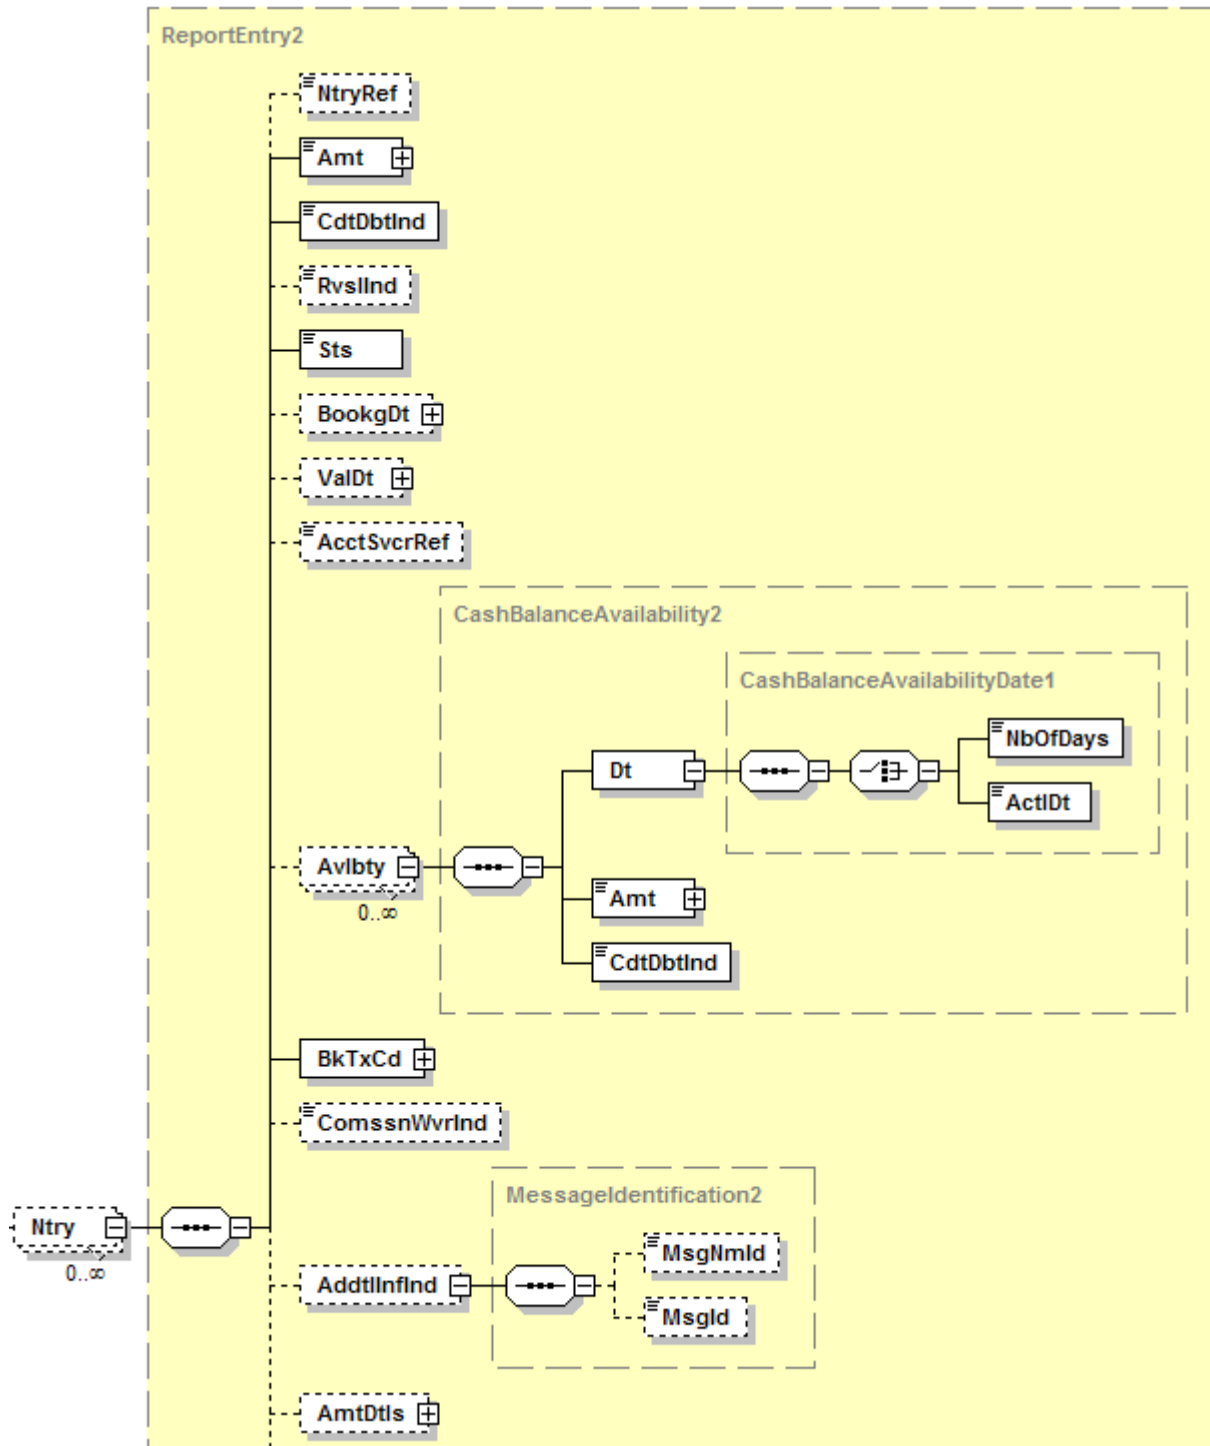 ReportEntry2
NtryRef
Amt
CdtDbtInd
RvslInd
Sts
BookgDt
ValDt
AcctSvcrRef
CashBalanceAvailability2
CashBalanceAvailabilityDate1
NbOfDays
Dt
ActlDt
Avlbty
0..∞
Amt
CdtDbtInd
BkTxCd
ComssnWvrInd
MessageIdentification2
Ntry
0..∞
MsgNmId
AddtlInfInd
MsgId
AmtDtls